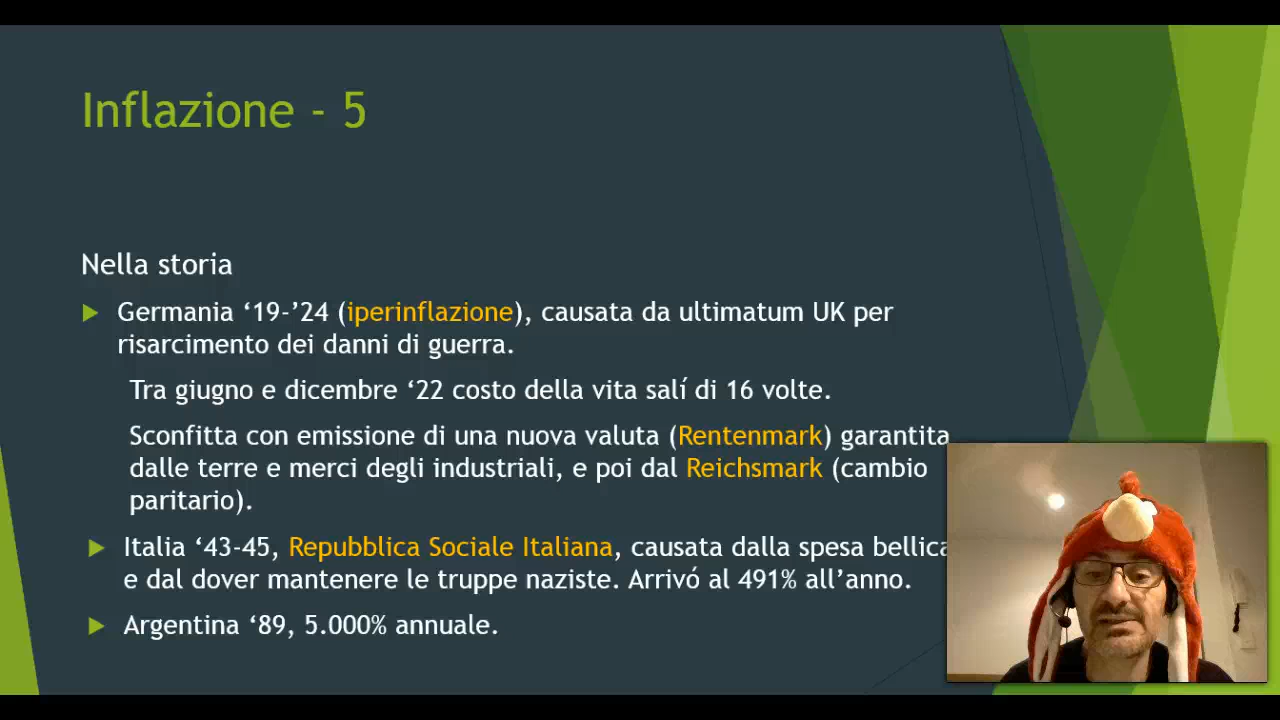 Inflazione - 5
Nella storia
Germania ‘19-’24 (iperinflazione), causata da ultimatum UK per
risarcimento dei danni di guerra.
Tra giugno e dicembre ‘22 costo della vita salí di 16 volte.
Sconfitta con emissione di una nuova valuta (Rentenmark) garantita
dalle terre e merci degli industriali, e poi dal Reichsmark (cambio
paritario).
Italia ‘43-45, Repubblica Sociale Italiana, causata dalla spesa bellica
e dal dover mantenere le truppe naziste. Arrivó al 491% all’anno.
Argentina ‘89, 5.000% annuale.